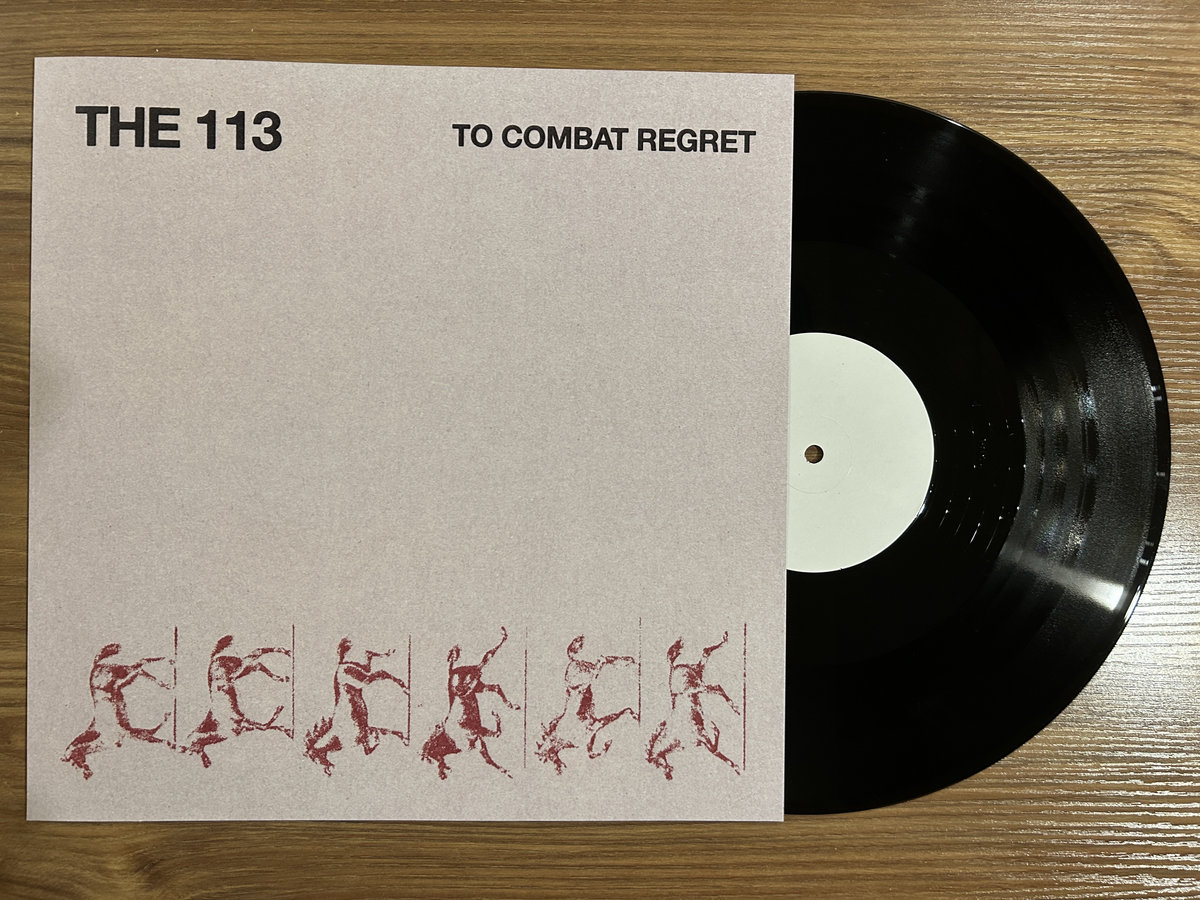 THE 113
TO COMBAT REGRET